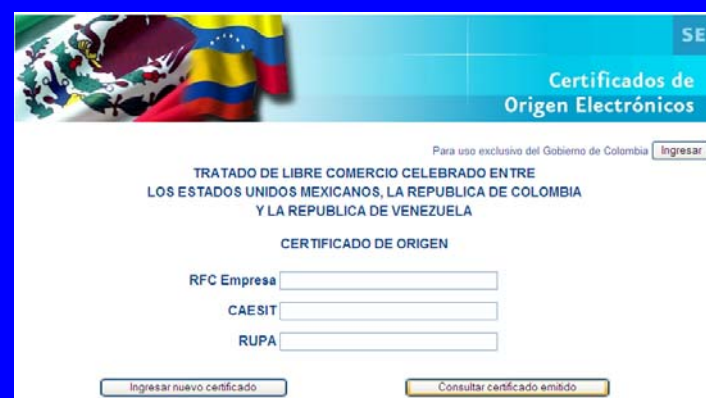 SE
Certificados de
Origen Electrónicos
Para uso exclusivo del Gobierno de Colombia Ingresar
TRATADO DE LIBRE COMERCIO CELEBRADO ENTRE
LOS ESTADOS UNIDOS MEXICANOS, LA REPUBLICA DE COLOMBIA
Y LA REPUBLICA DE VENEZUELA
CERTIFICADO DE ORIGEN
RFC Empresa
CAESIT
RUPA
Ingresar nuevo certificado Consultar certificado emitido